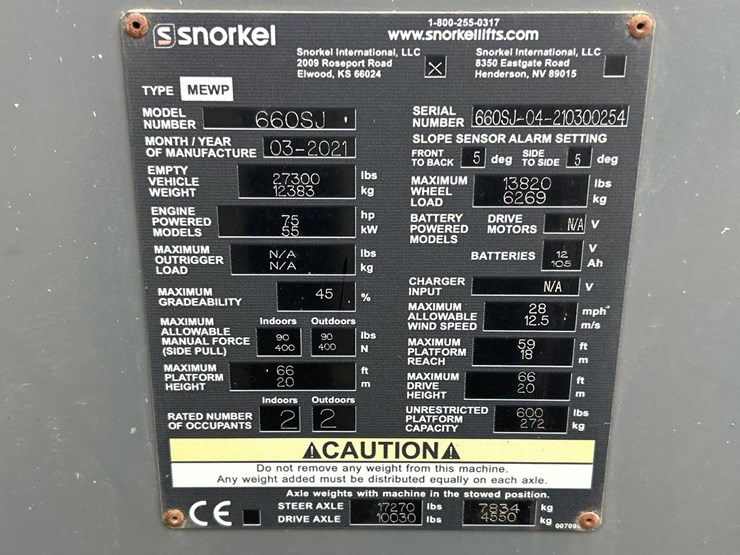 snorkel
1-800-255-0317
www.snorkellifts.com
Snorkel International, LLC
2009 Roseport Road
Elwood, KS 66024
Snorkel International, LLC
8350 Eastgate Road
Henderson, NV 89015
TYPE MEWP
MODEL NUMBER 660SJ
SERIAL NUMBER 660SJ-04-210300254
MONTH / YEAR OF MANUFACTURE 03-2021
SLOPE SENSOR ALARM SETTING
FRONT TO BACK 5 deg SIDE TO SIDE 5 deg
EMPTY VEHICLE WEIGHT 27300 lbs 12383 kg
MAXIMUM WHEEL LOAD 13820 lbs 6269 kg
ENGINE POWERED MODELS 75 hp 55 kW
BATTERY POWERED MODELS DRIVE MOTORS N/A V
BATTERIES 12 V 105 Ah
MAXIMUM OUTRIGGER LOAD N/A lbs N/A kg
CHARGER INPUT N/A V
MAXIMUM GRADEABILITY 45 %
MAXIMUM ALLOWABLE WIND SPEED 28 mph 12.5 m/s
MAXIMUM ALLOWABLE MANUAL FORCE (SIDE PULL) Indoors Outdoors 90 90 lbs 400 400 N
MAXIMUM PLATFORM REACH 59 ft 18 m
MAXIMUM PLATFORM HEIGHT 66 ft 20 m
MAXIMUM DRIVE HEIGHT 66 ft 20 m
RATED NUMBER OF OCCUPANTS Indoors Outdoors 2 2
UNRESTRICTED PLATFORM CAPACITY 600 lbs 272 kg
CAUTION
Do not remove any weight from this machine.
Any weight added must be distributed equally on each axle.
Axle weights with machine in the stowed position.
STEER AXLE 17270 lbs 7834 kg
CE DRIVE AXLE 10030 lbs 4550 kg